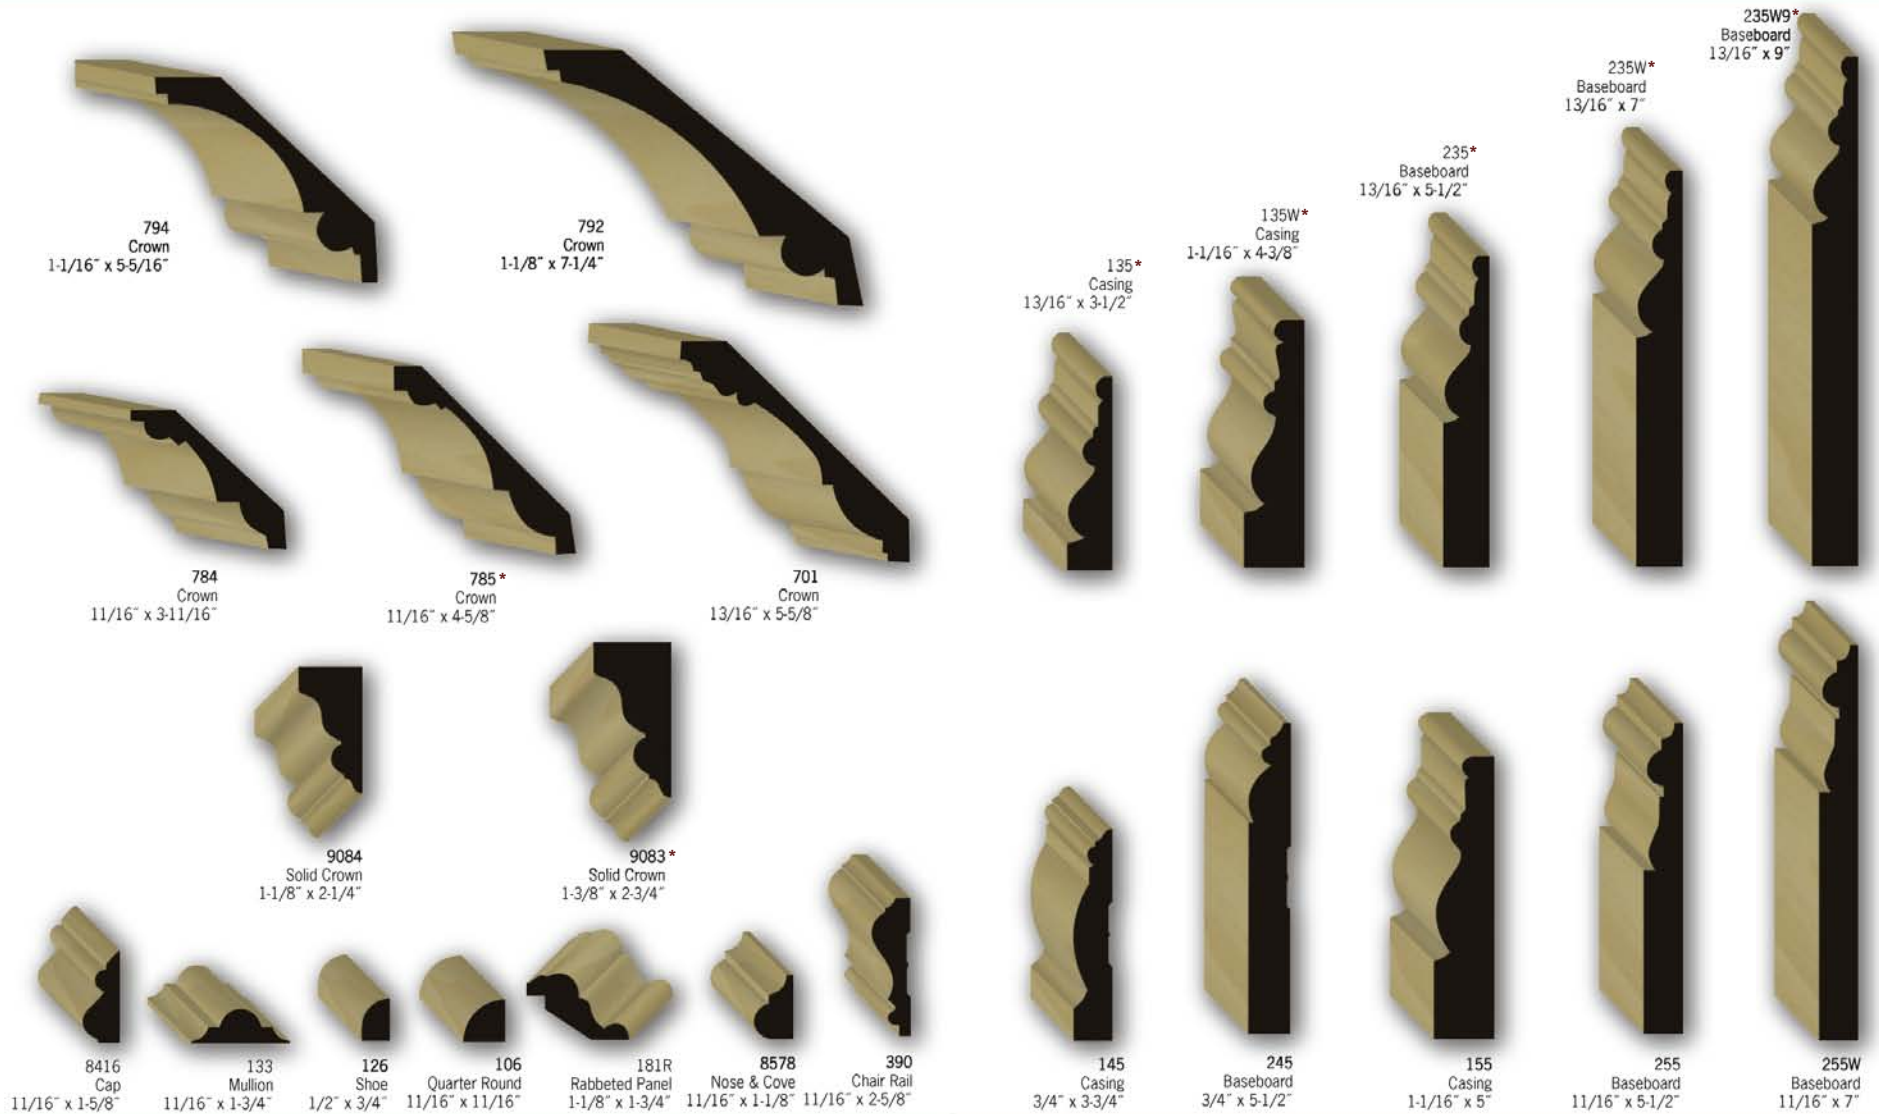 794
Crown
1-1/16″ x 5-5/16″
792
Crown
1-1/8″ x 7-1/4″
784
Crown
11/16″ x 3-11/16″
785*
Crown
11/16″ x 4-5/8″
701
Crown
13/16″ x 5-5/8″
9084
Solid Crown
1-1/8″ x 2-1/4″
9083*
Solid Crown
1-3/8″ x 2-3/4″
8416
Cap
11/16″ x 1-5/8″
133
Mullion
11/16″ x 1-3/4″
126
Shoe
1/2″ x 3/4″
106
Quarter Round
11/16″ x 11/16″
181R
Rabbeted Panel
1-1/8″ x 1-3/4″
8578
Nose & Cove
11/16″ x 1-1/8″
390
Chair Rail
11/16″ x 2-5/8″
135*
Casing
13/16″ x 3-1/2″
135W*
Casing
1-1/16″ x 4-3/8″
235*
Baseboard
13/16″ x 5-1/2″
235W*
Baseboard
13/16″ x 7″
235W9*
Baseboard
13/16″ x 9″
145
Casing
3/4″ x 3-3/4″
245
Baseboard
3/4″ x 5-1/2″
155
Casing
1-1/16″ x 5″
255
Baseboard
11/16″ x 5-1/2″
255W
Baseboard
11/16″ x 7″